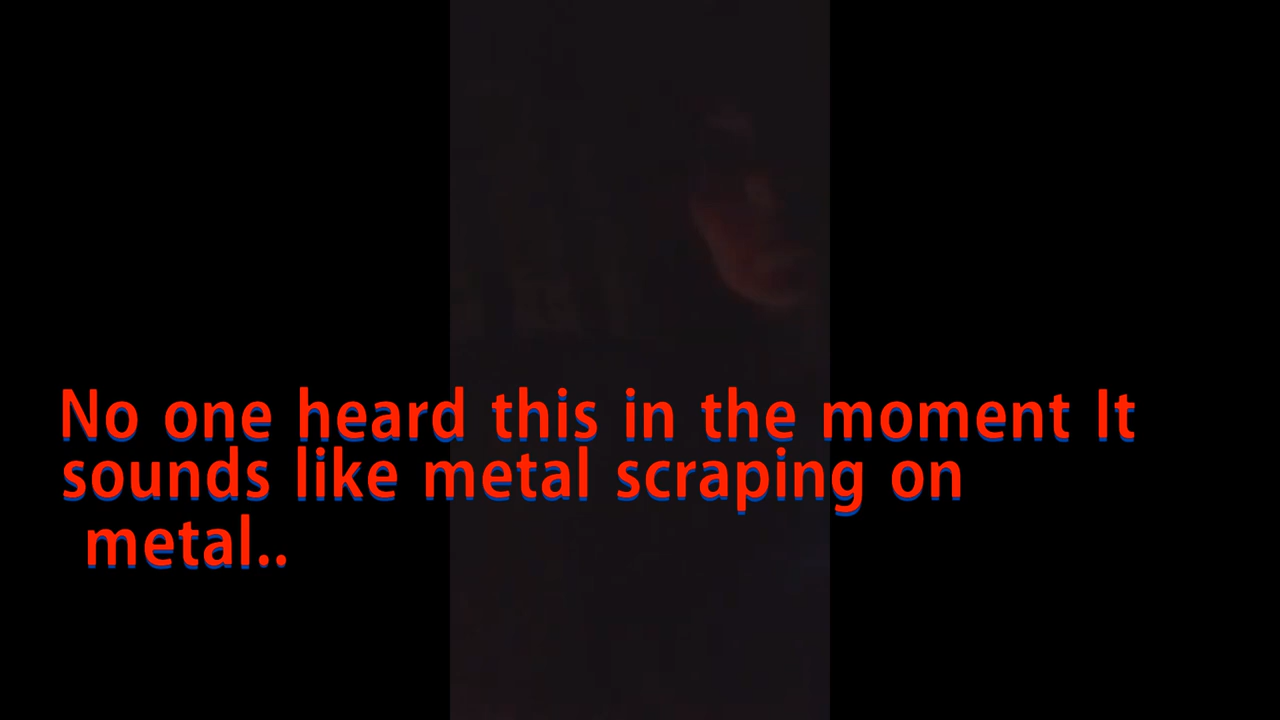 No one heard this in the moment It
sounds like metal scraping on
metal..